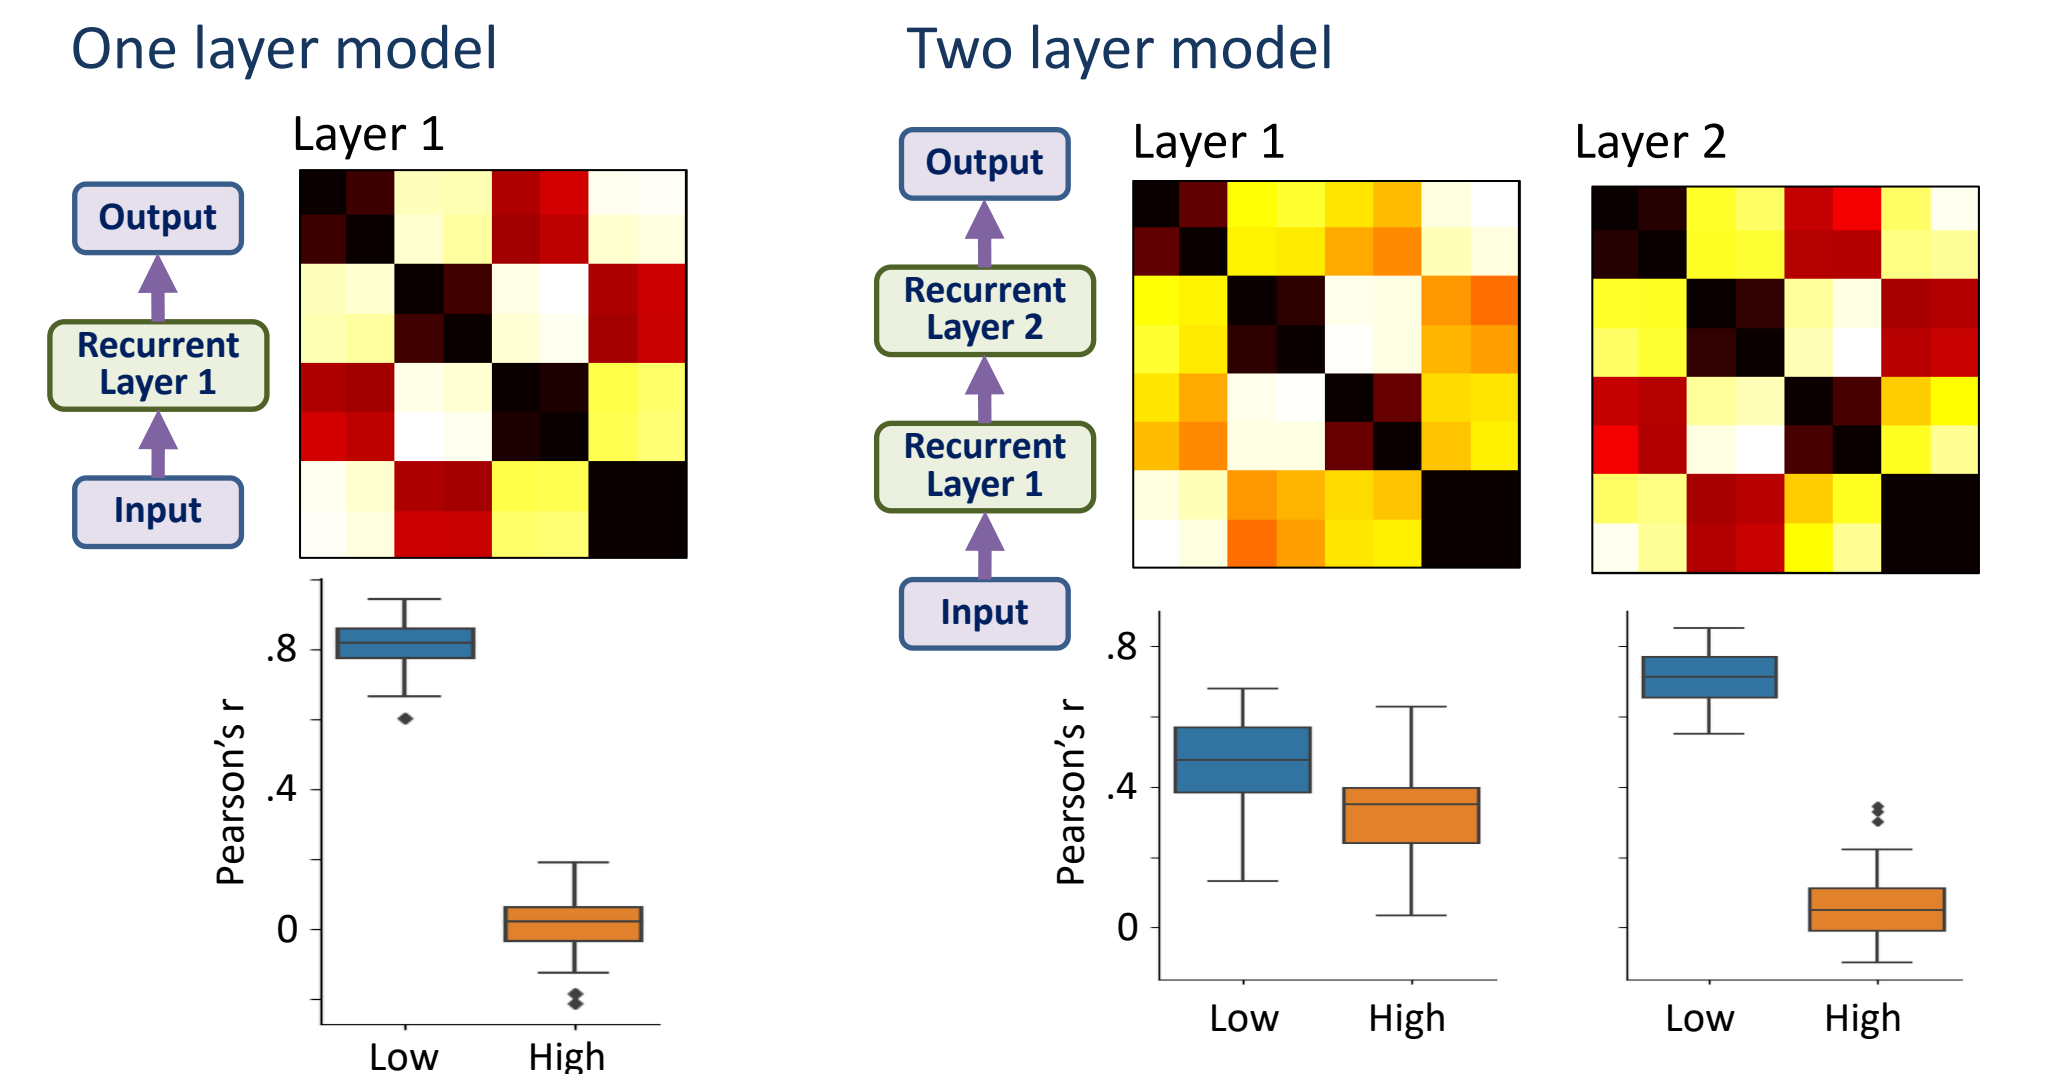 One layer model
Layer 1
Output
Recurrent
Layer 1
Input
.8
.4
0
Pearson's r
Low
High
Two layer model
Layer 1
Layer 2
Output
Recurrent
Layer 2
Recurrent
Layer 1
Input
.8
.4
0
Pearson's r
Low
High
Low
High